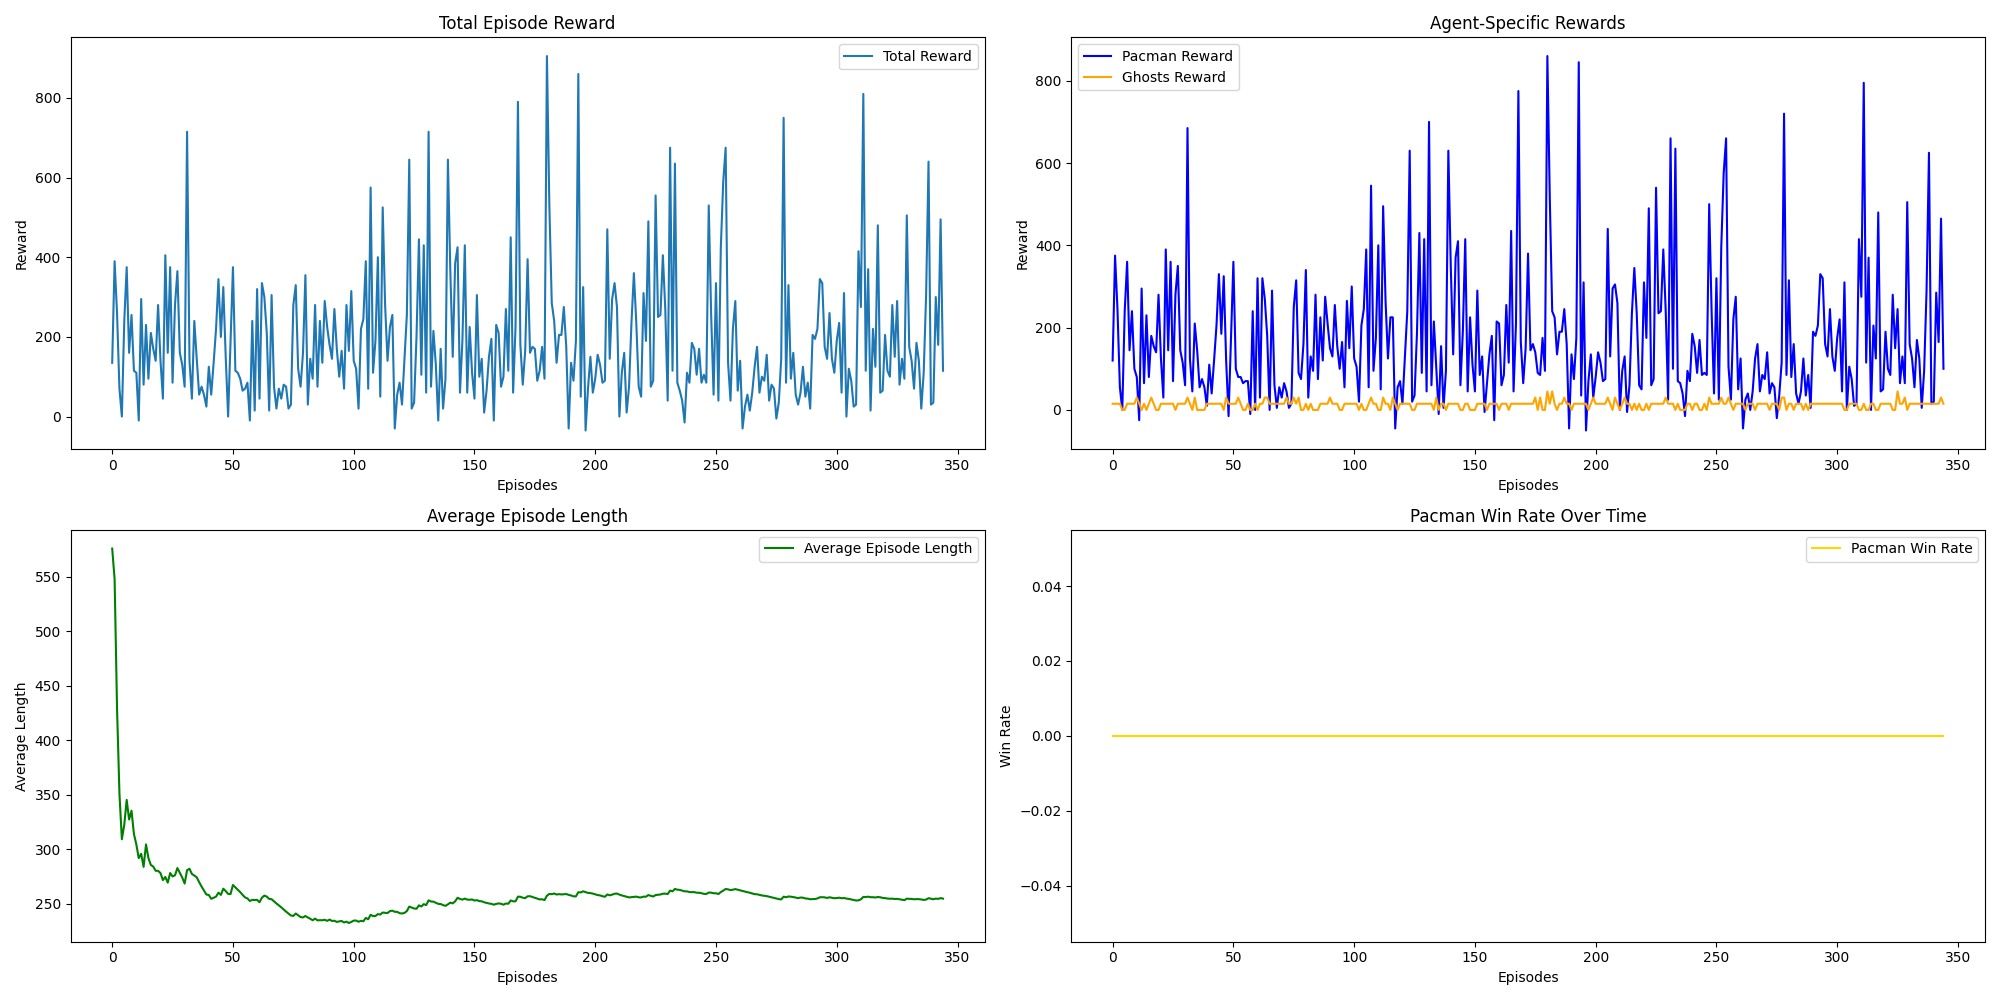 Total Episode Reward
Total Reward
Reward
800
600
400
200
0
0 50 100 150 200 250 300 350
Episodes
Agent-Specific Rewards
Pacman Reward
Ghosts Reward
Reward
800
600
400
200
0
0 50 100 150 200 250 300 350
Episodes
Average Episode Length
Average Episode Length
Average Length
550
500
450
400
350
300
250
0 50 100 150 200 250 300 350
Episodes
Pacman Win Rate Over Time
Pacman Win Rate
Win Rate
0.04
0.02
0.00
−0.02
−0.04
0 50 100 150 200 250 300 350
Episodes